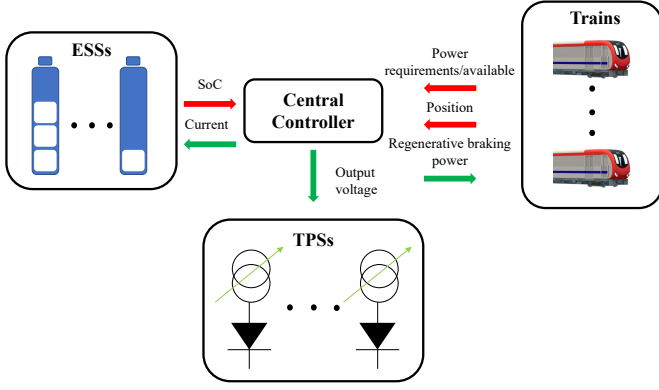 ESSs
SoC
Current
Central
Controller
Power
requirements/available
Position
Regenerative braking
power
Trains
Output
voltage
TPSs